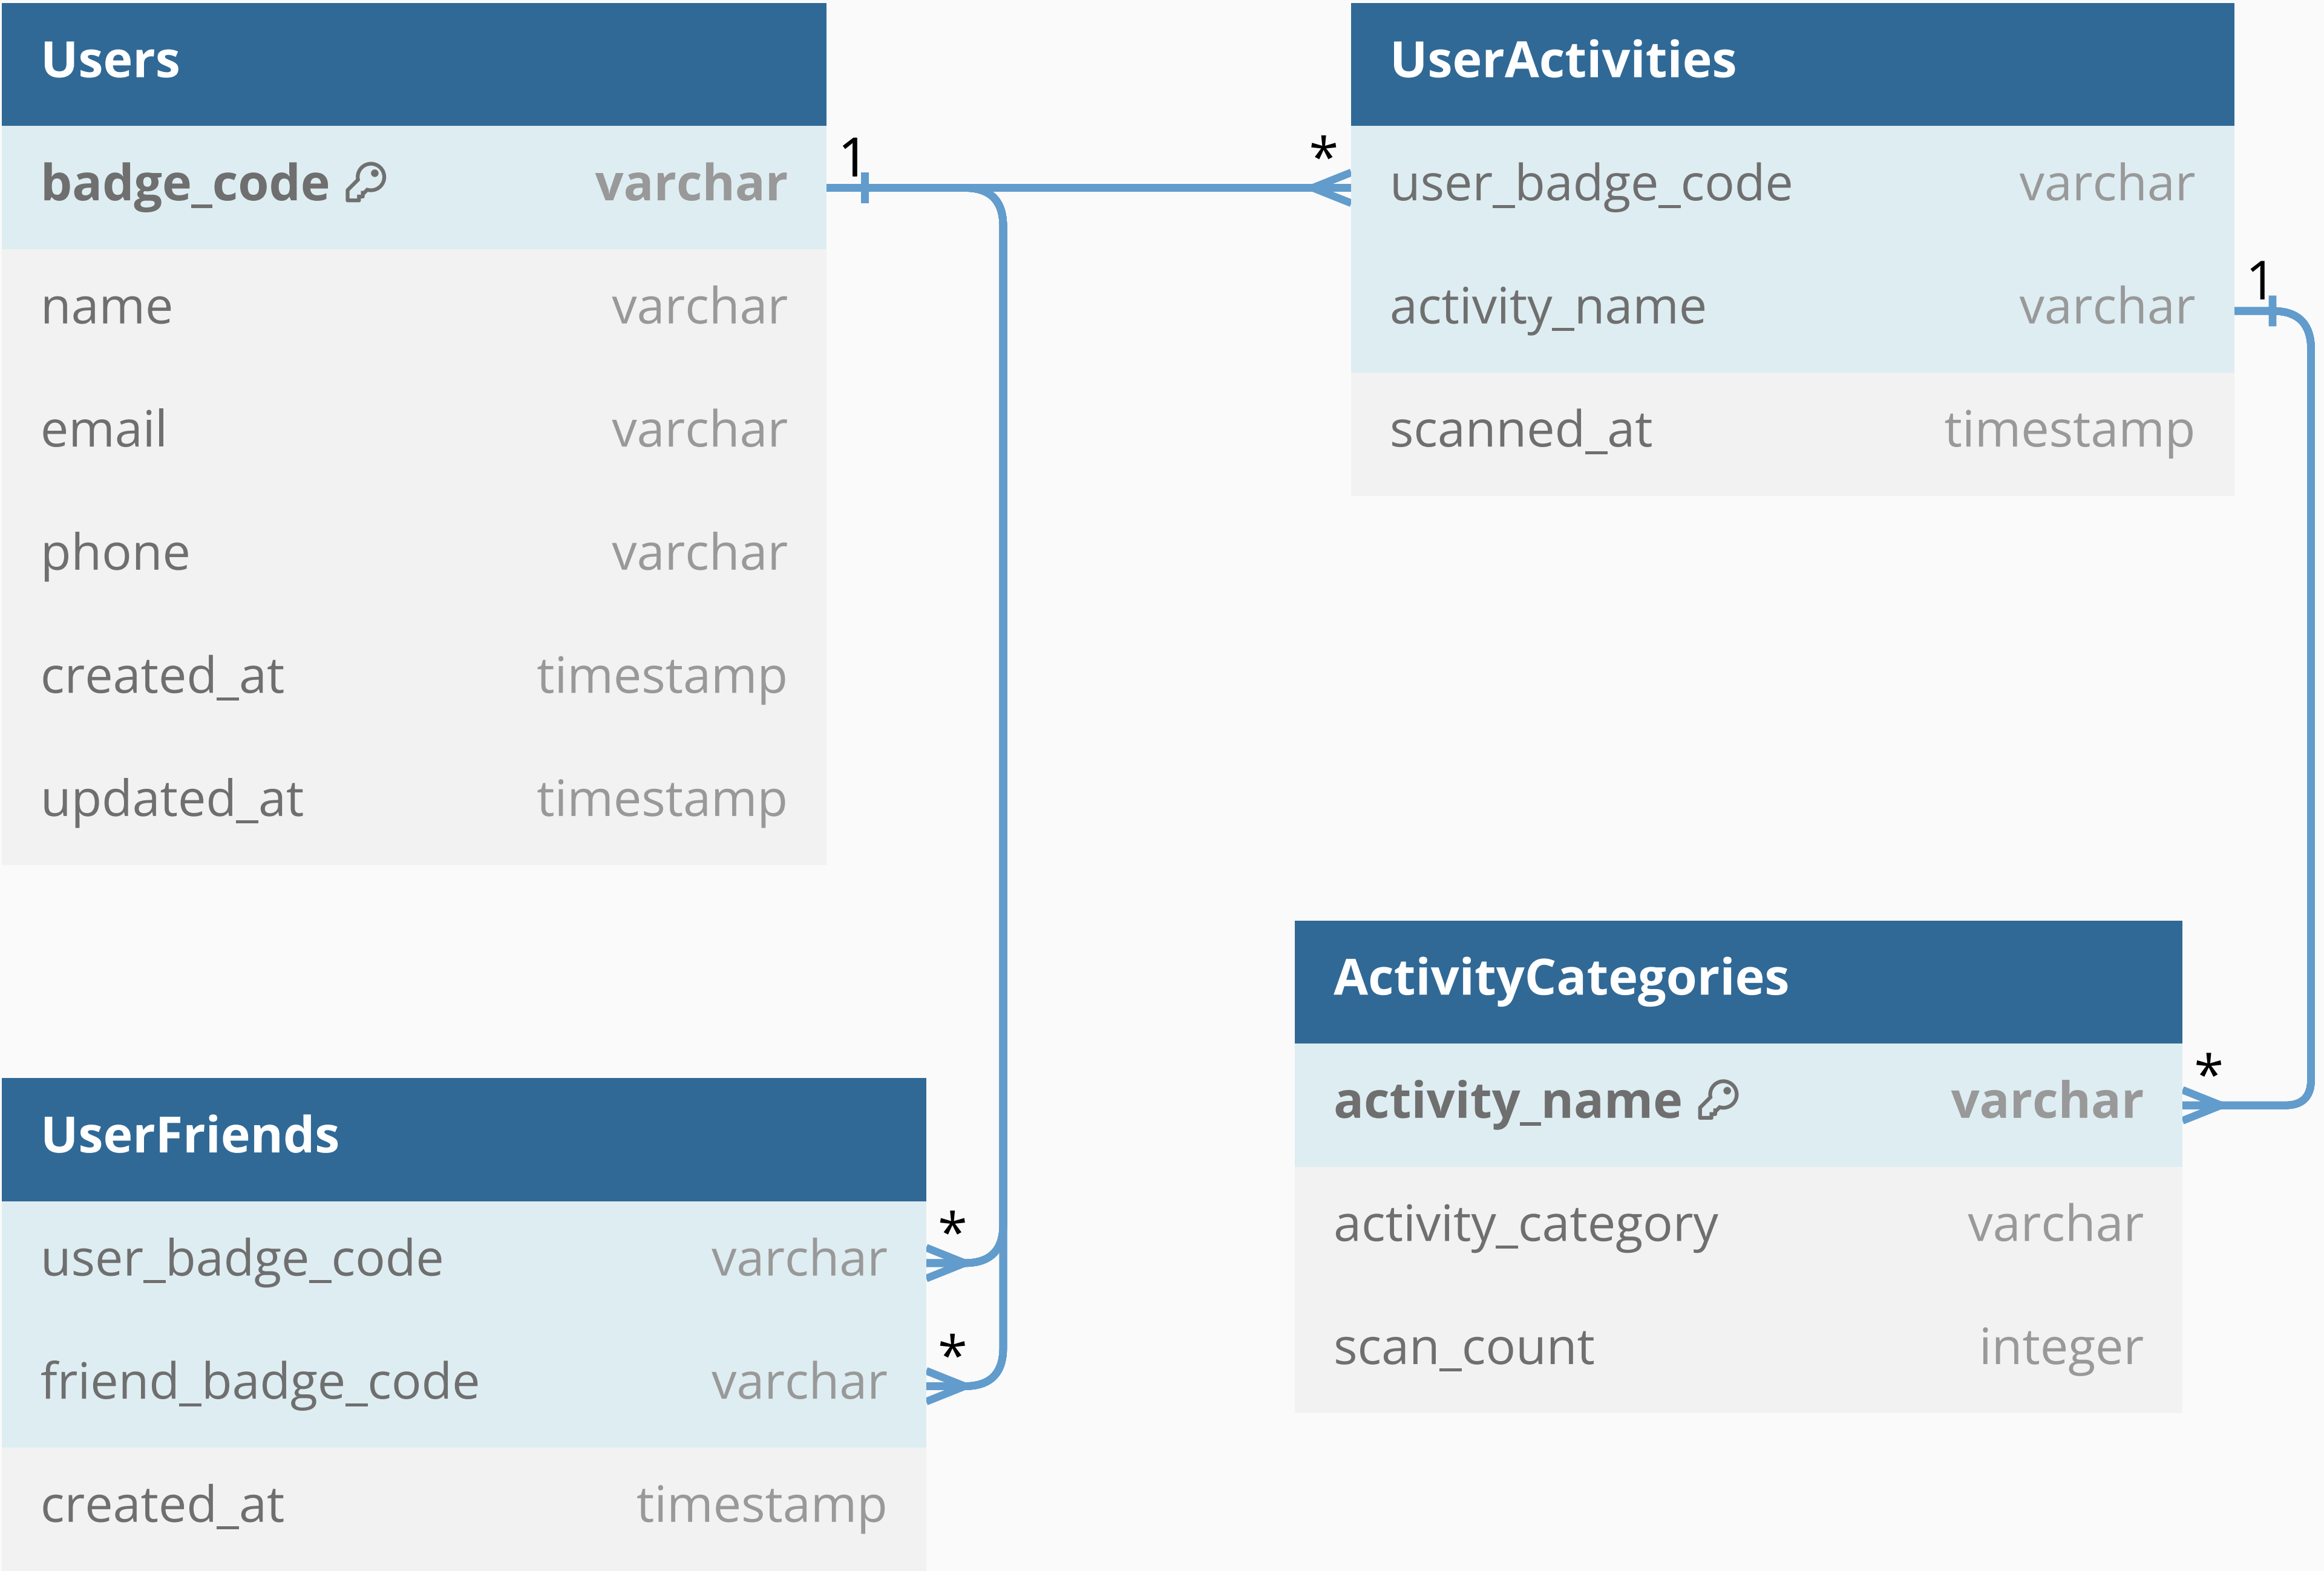 Users
badge_code varchar
name varchar
email varchar
phone varchar
created_at timestamp
updated_at timestamp
1
*
UserActivities
user_badge_code varchar
activity_name varchar
scanned_at timestamp
1
*
UserFriends
user_badge_code varchar
friend_badge_code varchar
created_at timestamp
*
*
ActivityCategories
activity_name varchar
activity_category varchar
scan_count integer